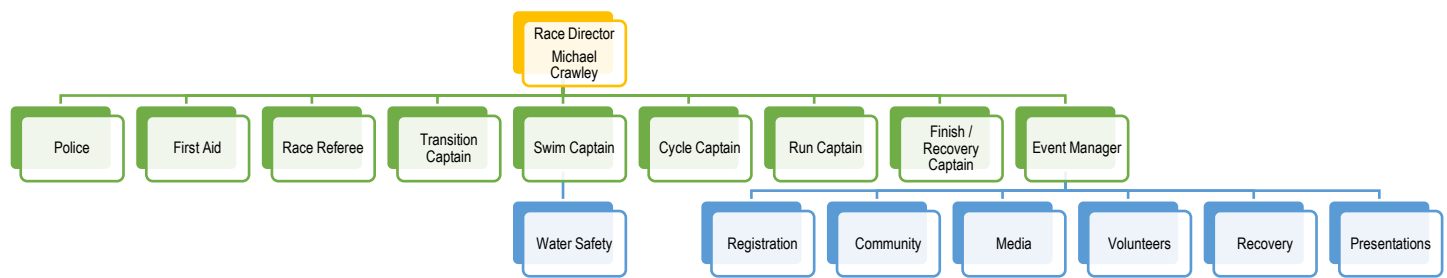 Race Director
Michael
Crawley
Police
First Aid
Race Referee
Transition
Captain
Swim Captain
Cycle Captain
Run Captain
Finish /
Recovery
Captain
Event Manager
Water Safety
Registration
Community
Media
Volunteers
Recovery
Presentations